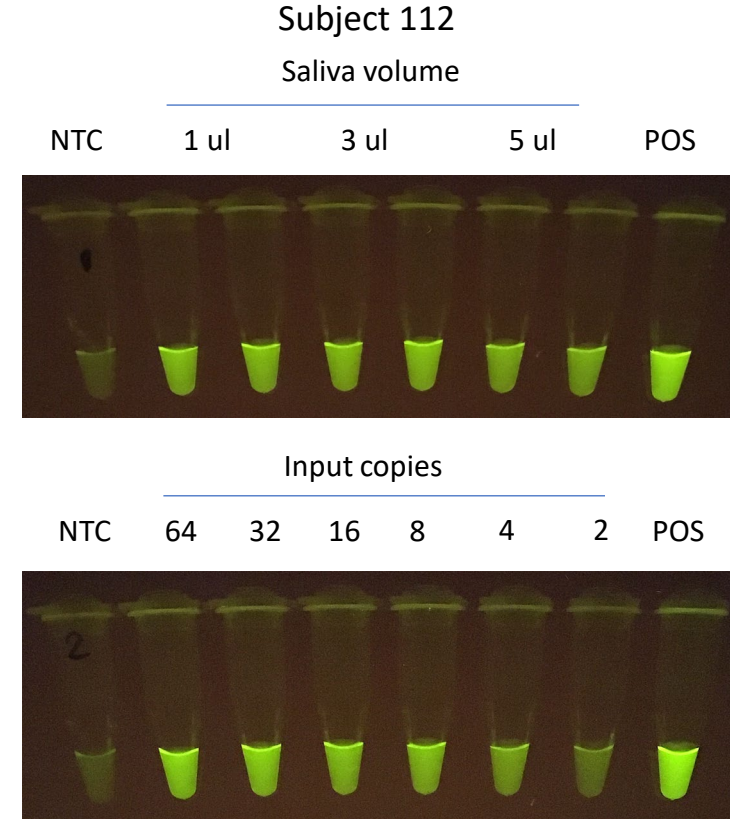 Subject 112
Saliva volume
NTC 1 ul 3 ul 5 ul POS
Input copies
NTC 64 32 16 8 4 2 POS
2